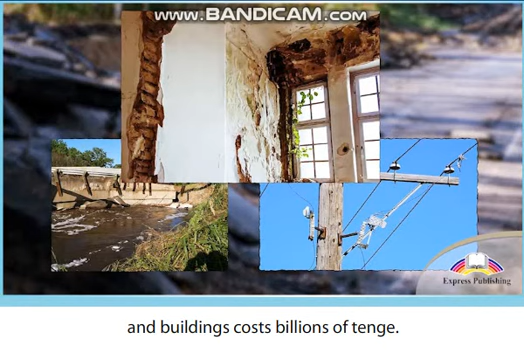 www.BANDICAM.com
Express Publishing
and buildings costs billions of tenge.